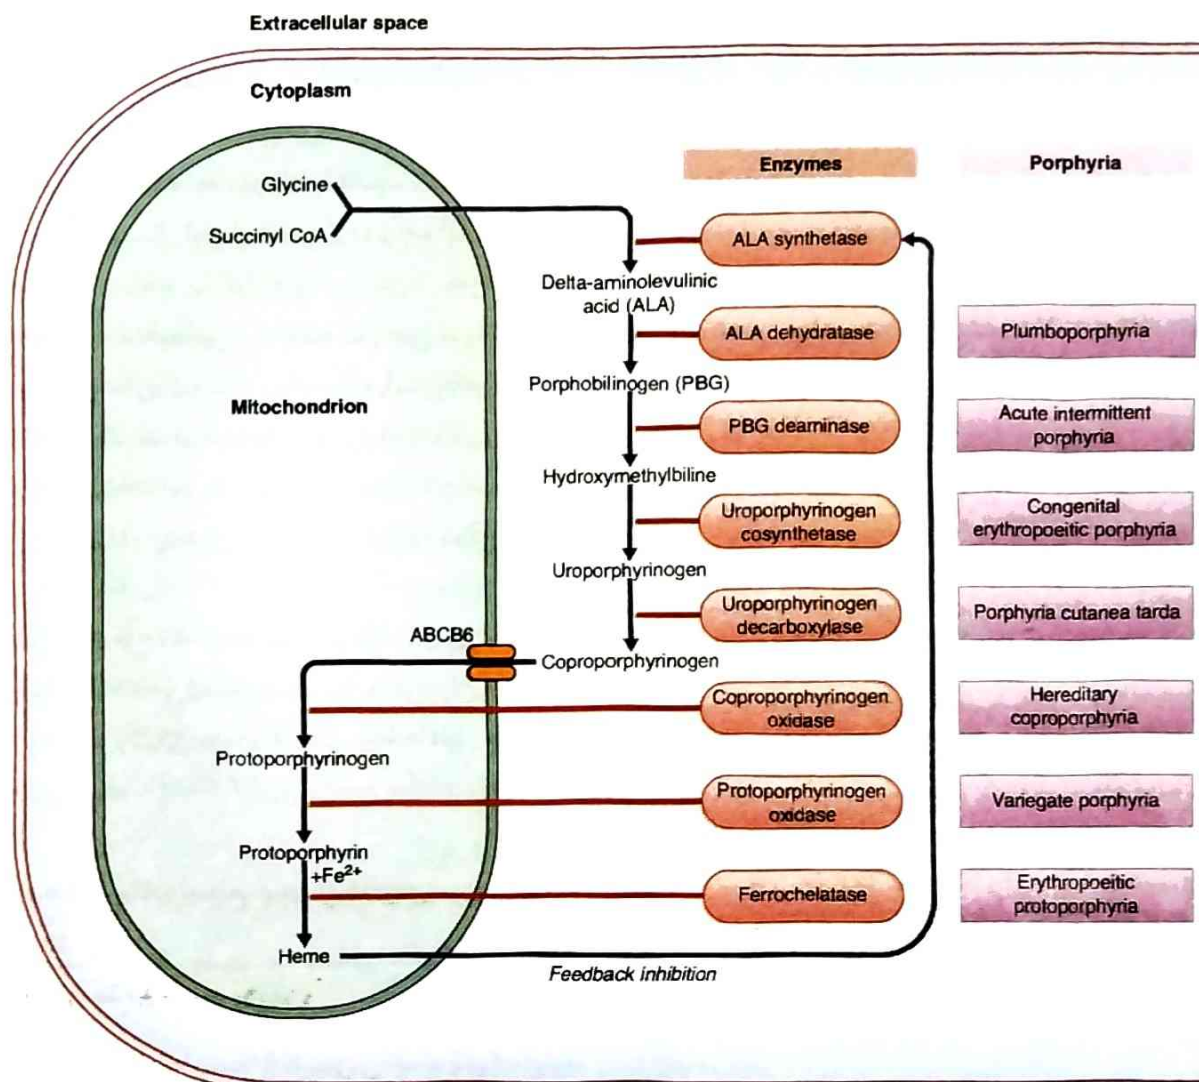 Extracellular space
Cytoplasm
Enzymes
Porphyria
Glycine
Succinyl CoA
ALA synthetase
Delta-aminolevulinic
acid (ALA)
ALA dehydratase
Plumboporphyria
Porphobilinogen (PBG)
Mitochondrion
PBG deaminase
Acute intermittent
porphyria
Hydroxymethylbiline
Uroporphyrinogen
cosynthetase
Congenital
erythropoeitic porphyria
Uroporphyrinogen
Uroporphyrinogen
decarboxylase
Porphyria cutanea tarda
ABCB6
Coproporphyrinogen
Coproporphyrinogen
oxidase
Hereditary
coproporphyria
Protoporphyrinogen
Protoporphyrinogen
oxidase
Variegate porphyria
Protoporphyrin
+Fe²⁺
Ferrochelatase
Erythropoeitic
protoporphyria
Heme
Feedback inhibition